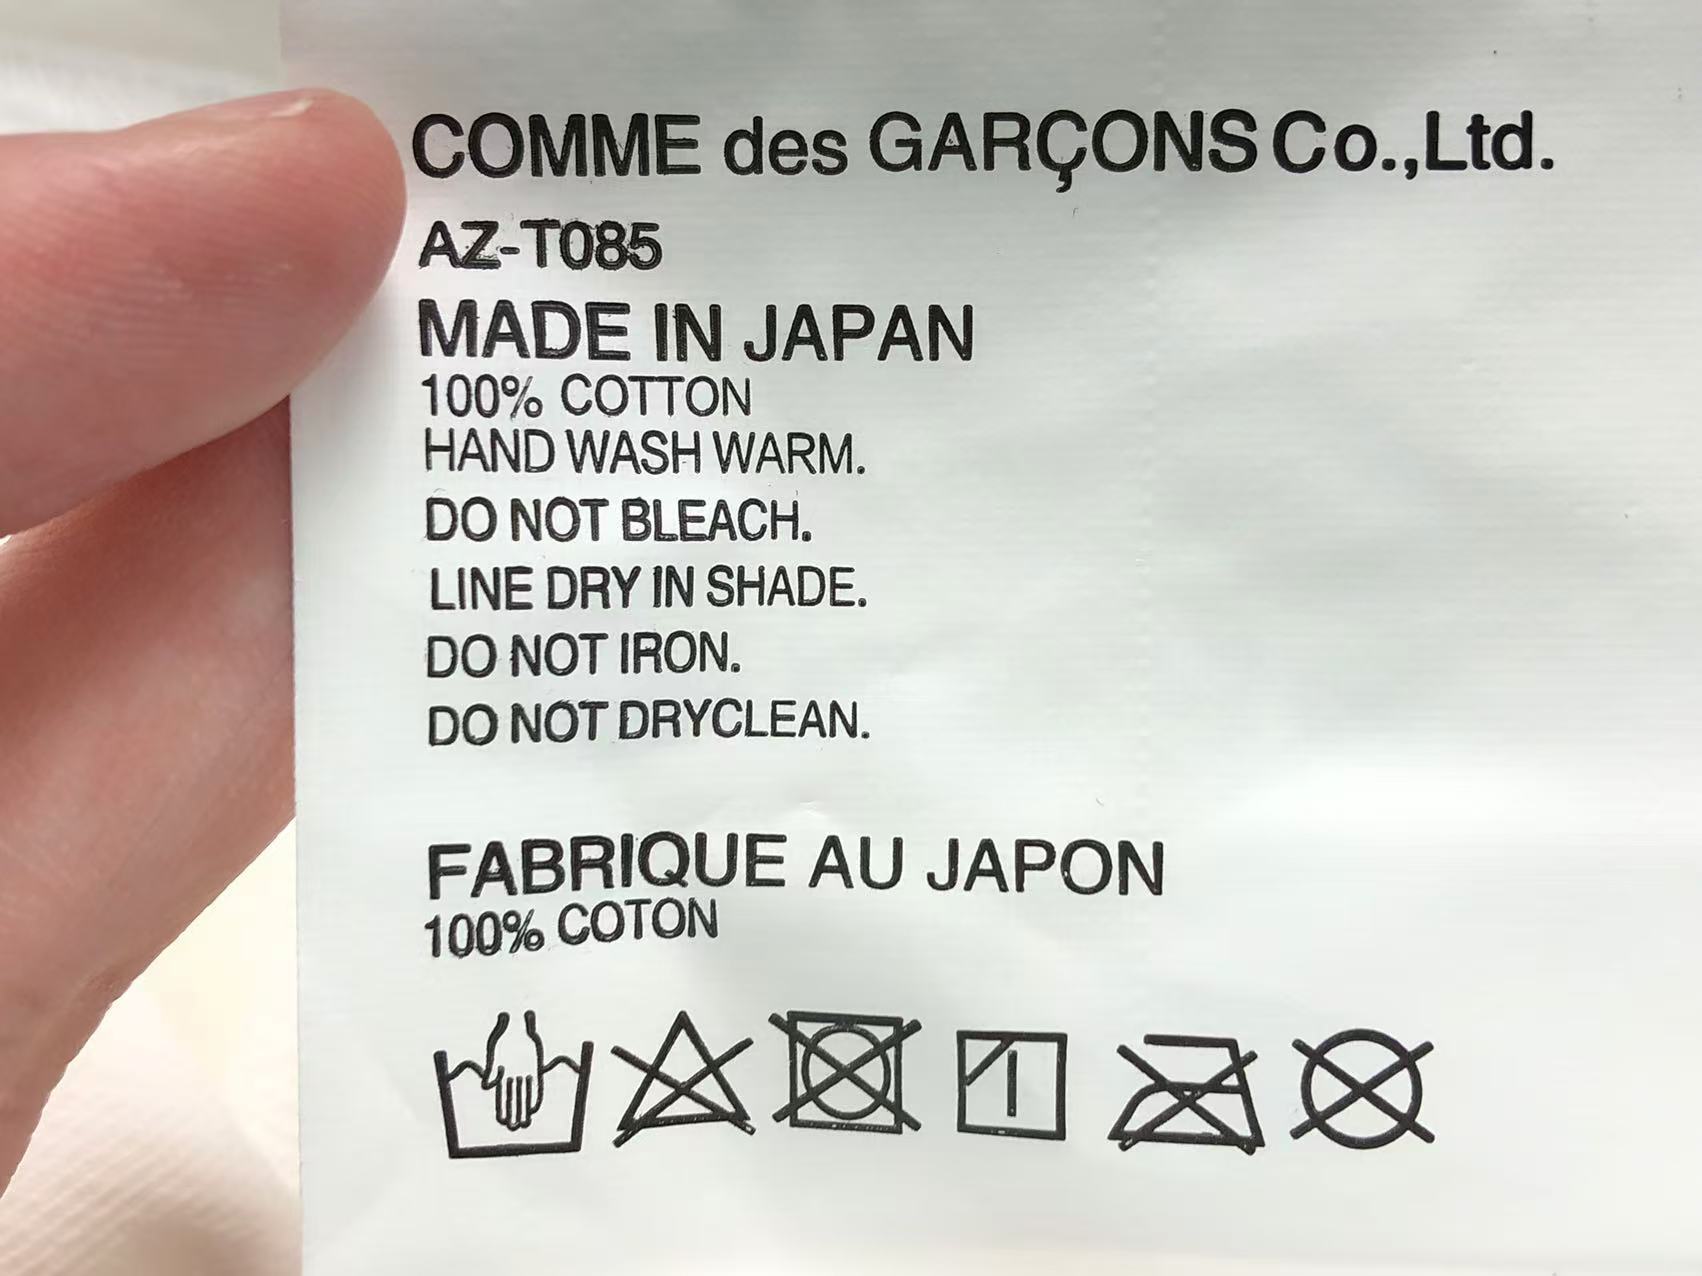 COMME des GARÇONS Co.,Ltd.
AZ-T085
MADE IN JAPAN
100% COTTON
HAND WASH WARM.
DO NOT BLEACH.
LINE DRY IN SHADE.
DO NOT IRON.
DO NOT DRYCLEAN.
FABRIQUE AU JAPON
100% COTON